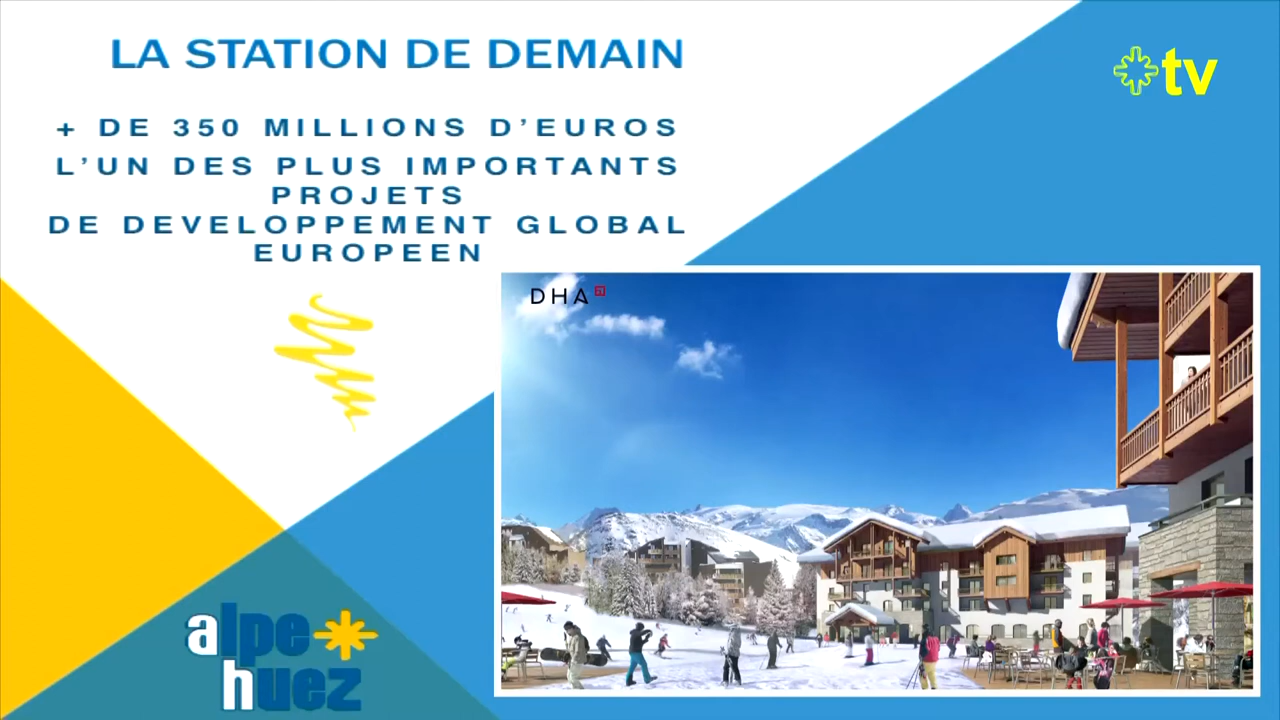 LA STATION DE DEMAIN
tv
+ DE 350 MILLIONS D'EUROS
L'UN DES PLUS IMPORTANTS
PROJETS
DE DEVELOPPEMENT GLOBAL
EUROPEEN
DHA
alpe
huez